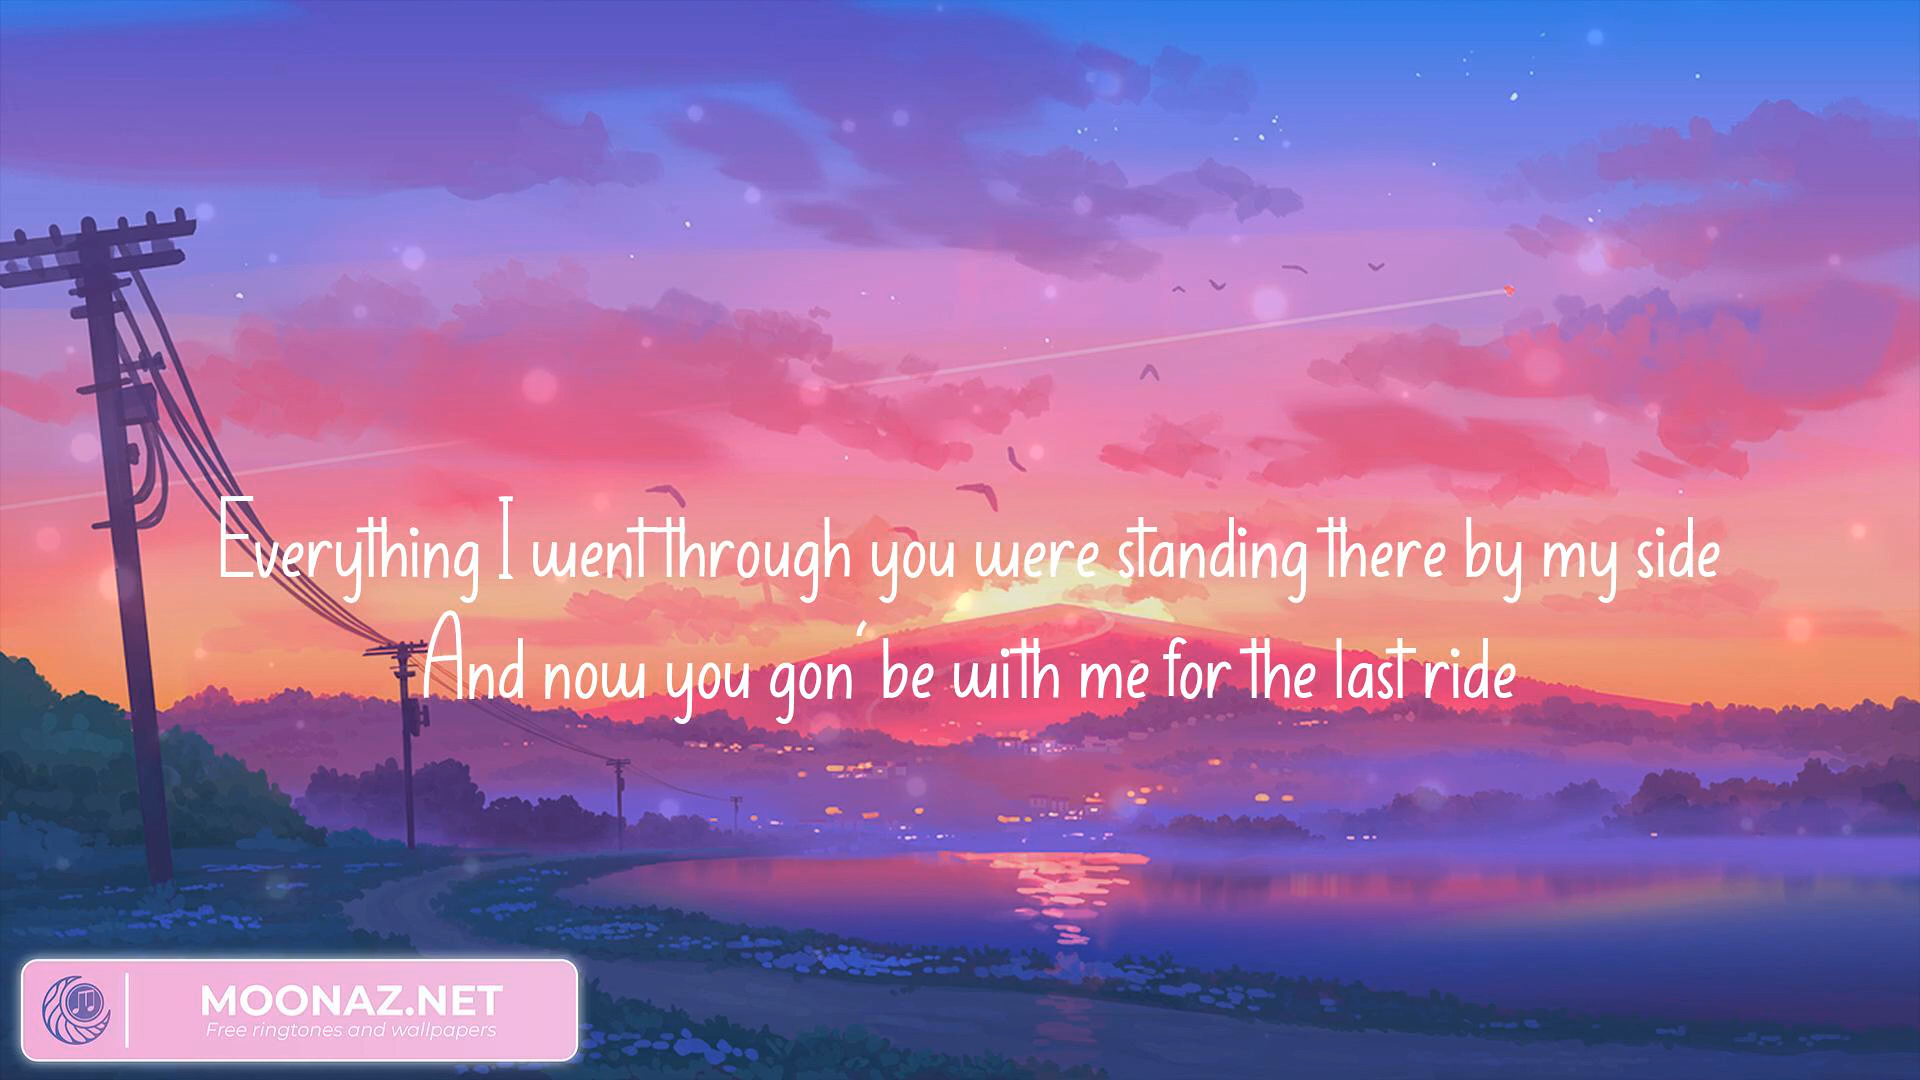 Everything I went through you were standing there by my side
And now you gon‘ be with me for the last ride
MOONAZ.NET
Free ringtones and wallpapers